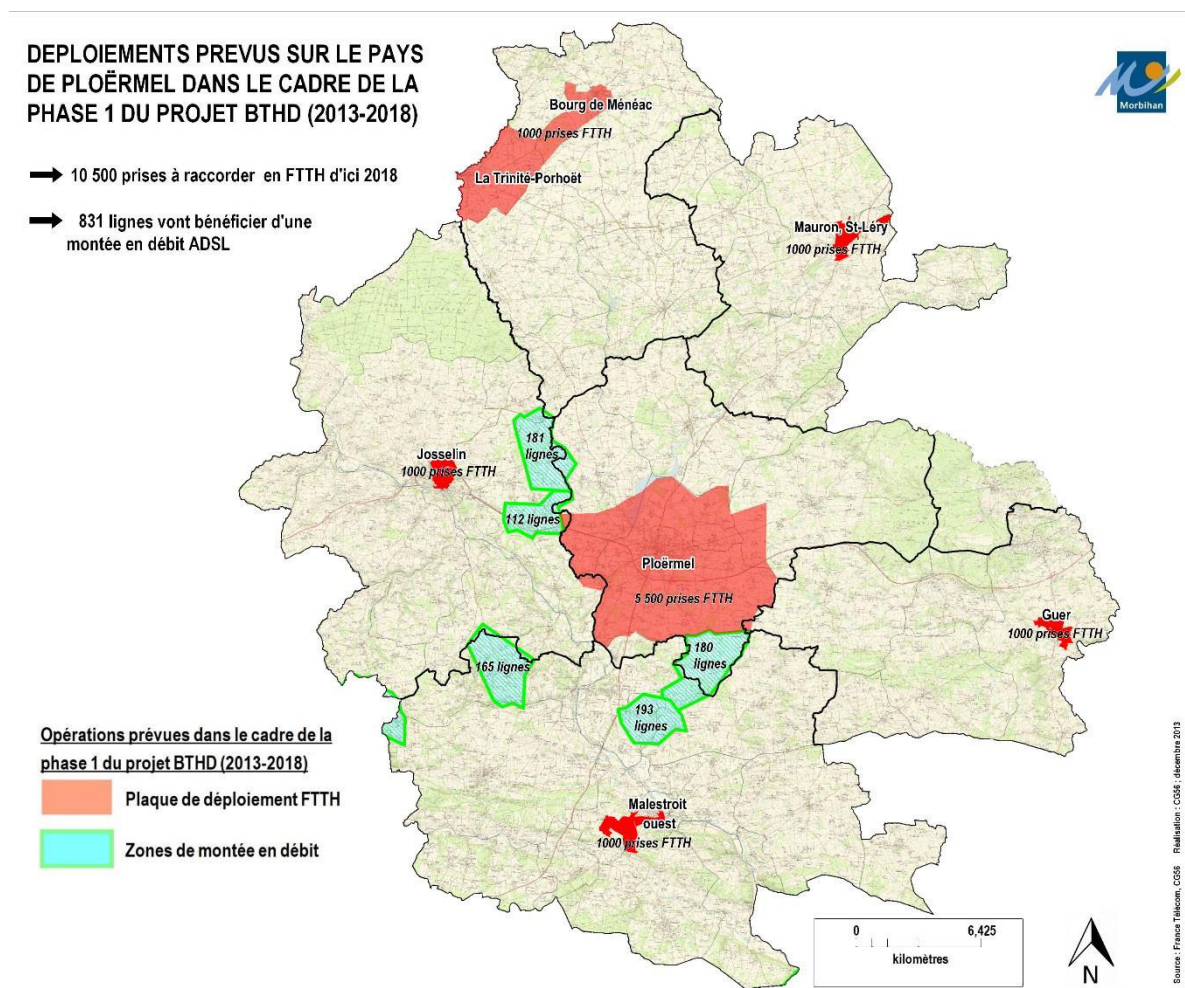 DEPLOIEMENTS PREVUS SUR LE PAYS
DE PLOËRMEL DANS LE CADRE DE LA
PHASE 1 DU PROJET BTHD (2013-2018)
10 500 prises à raccorder en FTTH d'ici 2018
831 lignes vont bénéficier d'une
montée en débit ADSL
Morbihan
Bourg de Ménéac
1000 prises FTTH
La Trinité-Porhoët
Mauron, St-Léry
1000 prises FTTH
181
lignes
Josselin
1000 prises FTTH
112 lignes
Ploërmel
5 500 prises FTTH
Guer
1000 prises FTTH
180
lignes
165 lignes
193
lignes
Malestroit
ouest
1000 prises FTTH
Opérations prévues dans le cadre de la
phase 1 du projet BTHD (2013-2018)
Plaque de déploiement FTTH
Zones de montée en débit
0 6,425
kilomètres
N
Source : France Télécom, CG56 Réalisation : CG56 ; décembre 2013